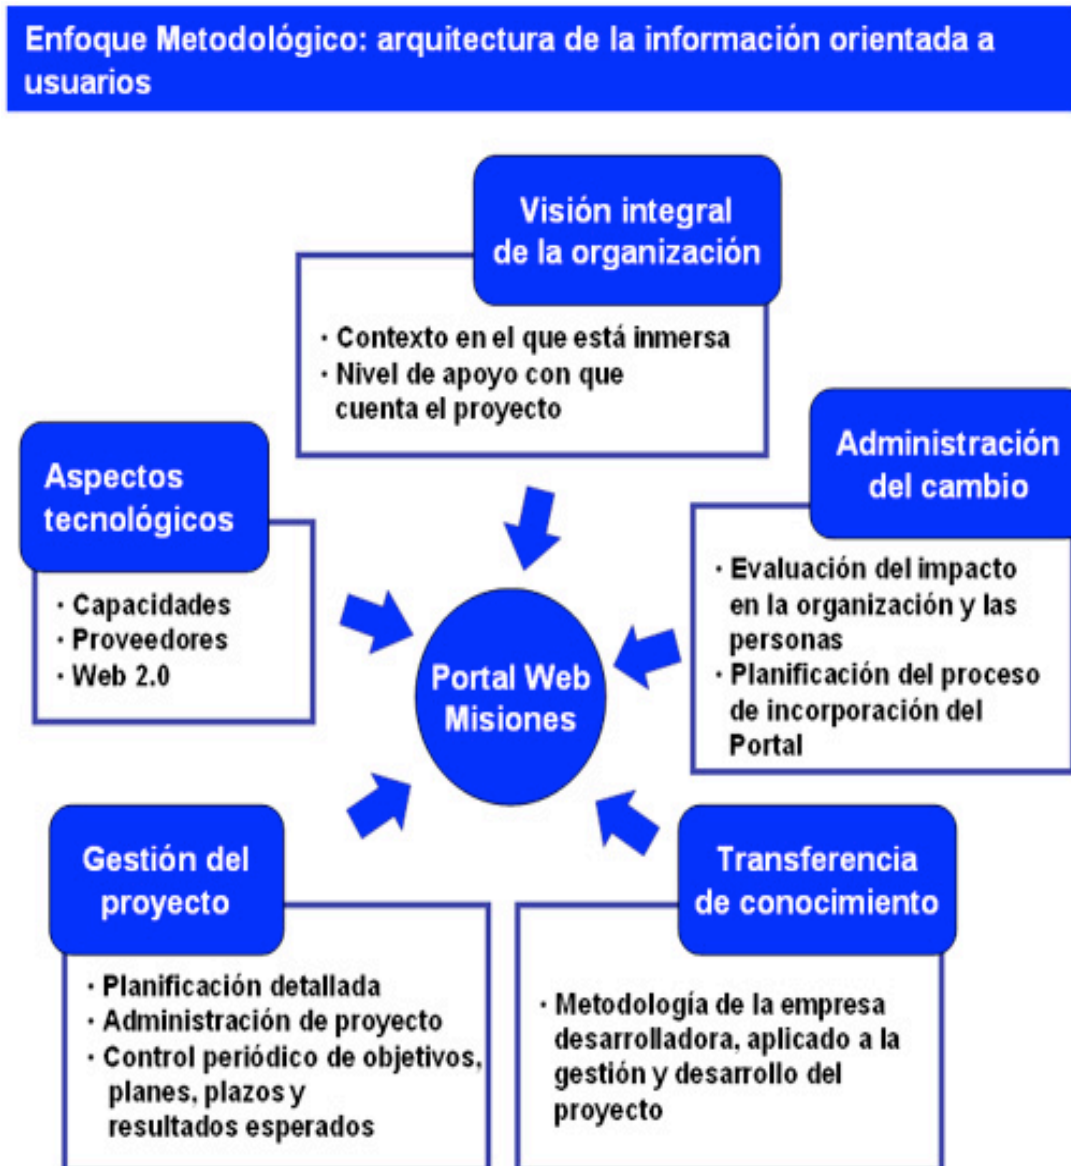 Enfoque Metodológico: arquitectura de la información orientada a
usuarios
Visión integral
de la organización
· Contexto en el que está inmersa
· Nivel de apoyo con que
cuenta el proyecto
Aspectos
tecnológicos
· Capacidades
· Proveedores
· Web 2.0
Administración
del cambio
· Evaluación del impacto
en la organización y las
personas
· Planificación del proceso
de incorporación del
Portal
Portal Web
Misiones
Gestión del
proyecto
· Planificación detallada
· Administración de proyecto
· Control periódico de objetivos,
planes, plazos y
resultados esperados
Transferencia
de conocimiento
· Metodología de la empresa
desarrolladora, aplicado a la
gestión y desarrollo del
proyecto